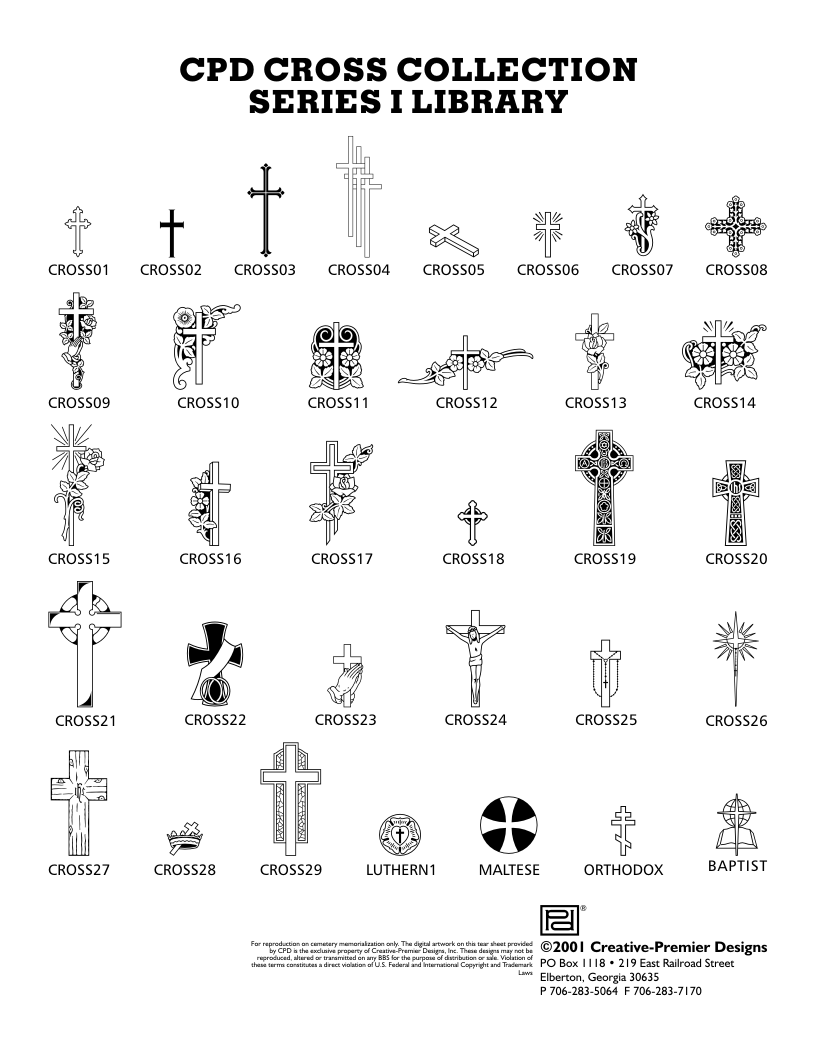 CPD CROSS COLLECTION
SERIES I LIBRARY
CROSS01 CROSS02 CROSS03 CROSS04 CROSS05 CROSS06 CROSS07 CROSS08
CROSS09 CROSS10 CROSS11 CROSS12 CROSS13 CROSS14
CROSS15 CROSS16 CROSS17 CROSS18 CROSS19 CROSS20
CROSS21 CROSS22 CROSS23 CROSS24 CROSS25 CROSS26
CROSS27 CROSS28 CROSS29 LUTHERN1 MALTESE ORTHODOX BAPTIST
For reproduction on cemetery memorialization only. The digital artwork on this tear sheet provided
by CPD is the exclusive property of Creative-Premier Designs, Inc. These designs may not be
reproduced, altered or transmitted on any BBS for the purpose of distribution or sale. Violation of
these terms constitutes a direct violation of U.S. Federal and International Copyright and Trademark
Laws
®
©2001 Creative-Premier Designs
PO Box 1118 • 219 East Railroad Street
Elberton, Georgia 30635
P 706-283-5064 F 706-283-7170